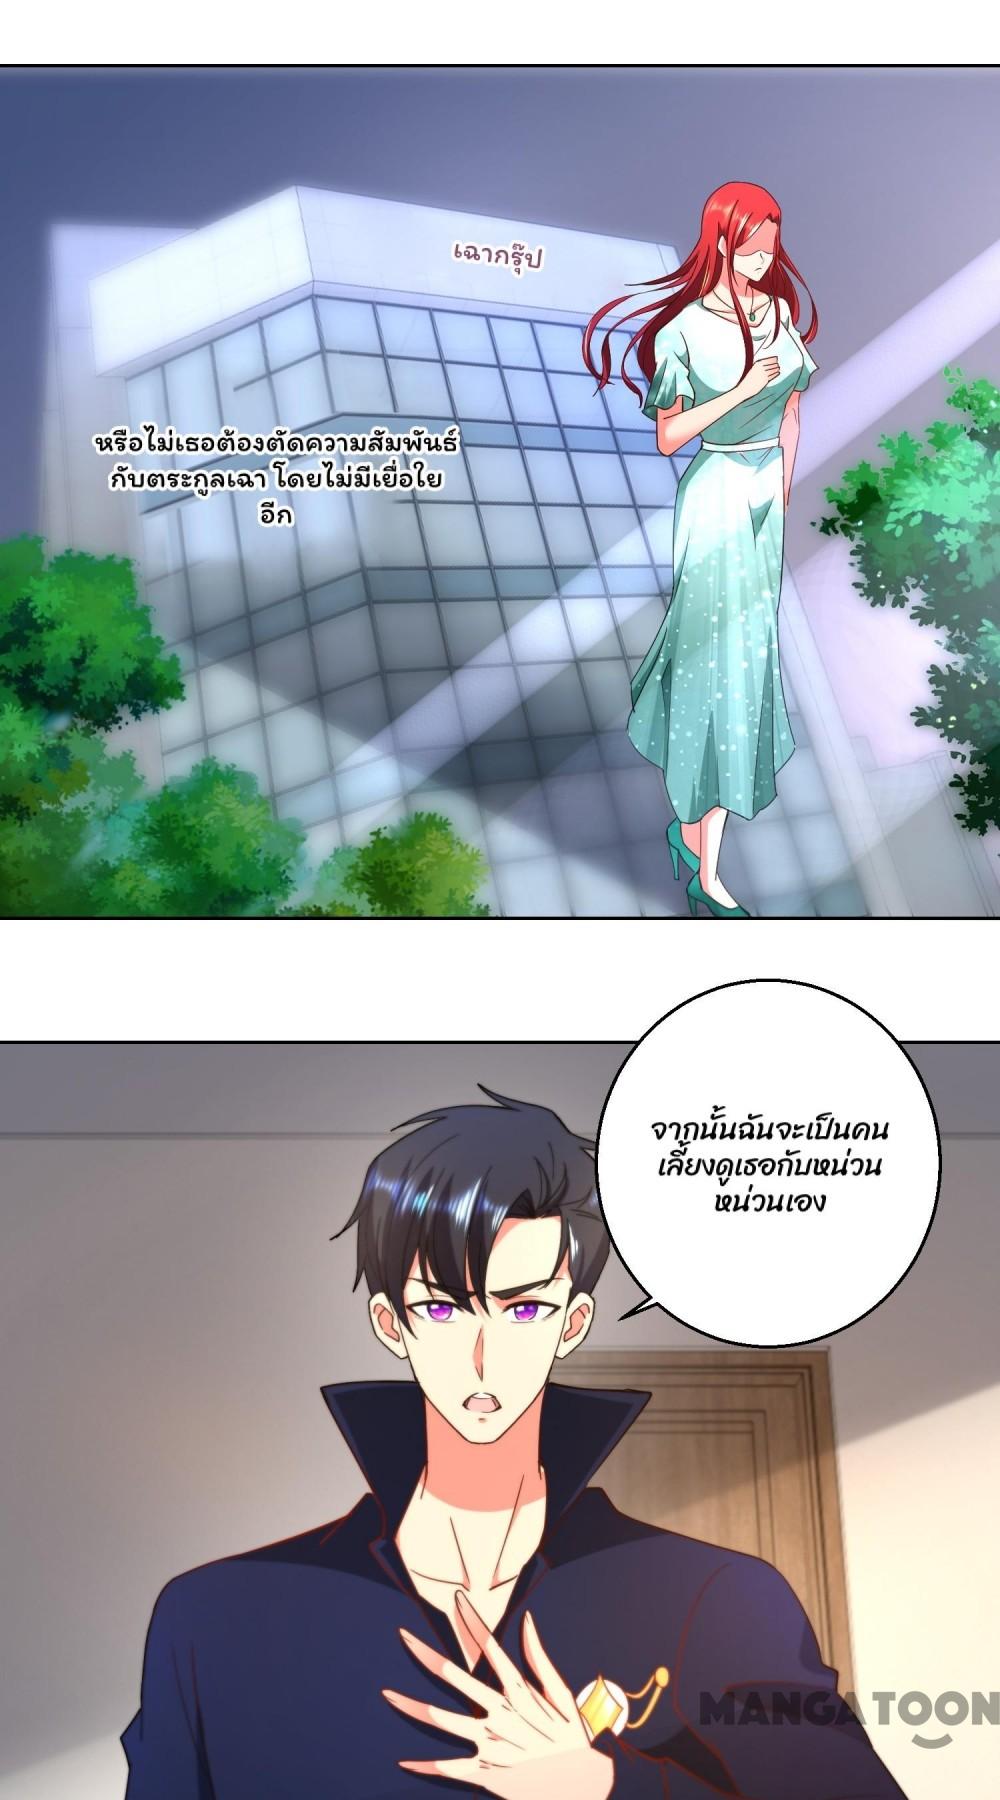 เฉากรุ๊ป
หรือไม่เธอต้องตัดความสัมพันธ์
กับตระกูลเฉา โดยไม่มีเยื่อใย
อีก
จากนั้นฉันจะเป็นคน
เลี้ยงดูเธอกับหน่วน
หน่วนเอง
MANGATOON